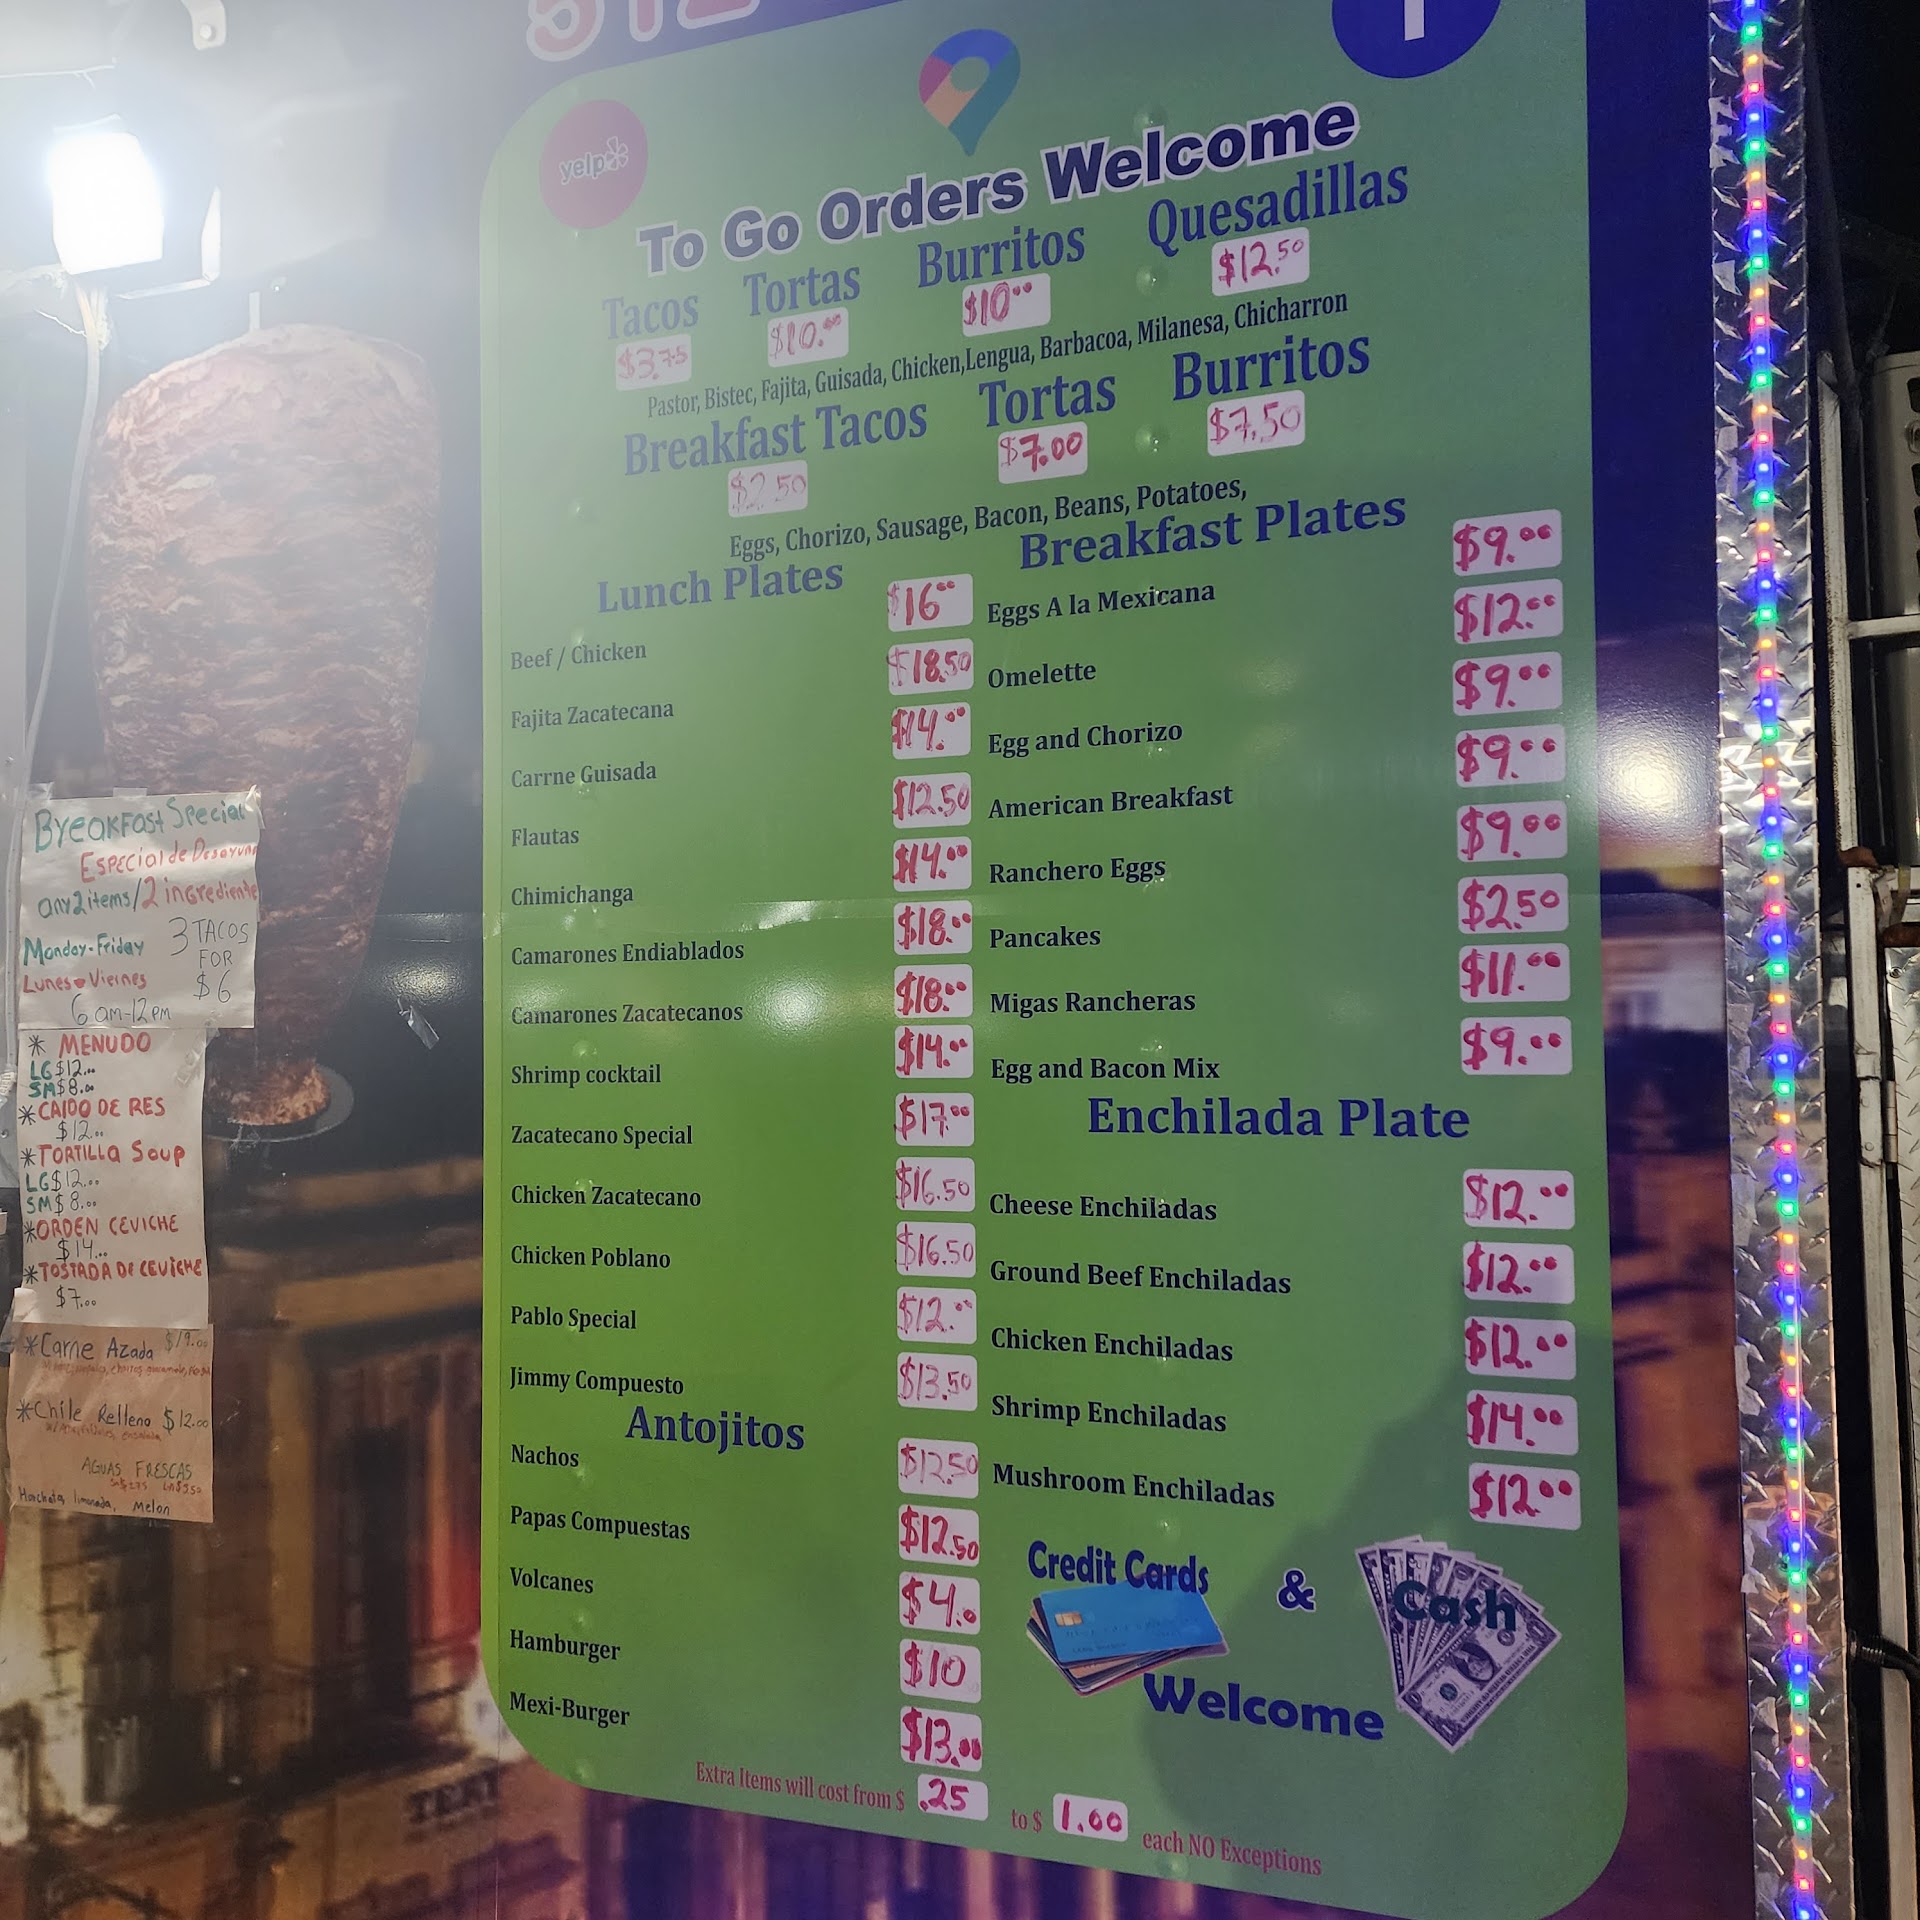 512
yelp
To Go Orders Welcome
Tacos Tortas Burritos Quesadillas
$3.75 $10.00 $10.00 $12.50
Pastor, Bistec, Fajita, Guisada, Chicken,Lengua, Barbacoa, Milanesa, Chicharron
Breakfast Tacos Tortas Burritos
$2.50 $7.00 $7.50
Eggs, Chorizo, Sausage, Bacon, Beans, Potatoes,
Lunch Plates
$16.00
Beef / Chicken
$18.50
Fajita Zacatecana
$14.00
Carrne Guisada
$12.50
Flautas
$14.00
Chimichanga
$18.00
Camarones Endiablados
$18.00
Camarones Zacatecanos
$14.00
Shrimp cocktail
$17.00
Zacatecano Special
$16.50
Chicken Zacatecano
$16.50
Chicken Poblano
$12.00
Pablo Special
$13.50
Jimmy Compuesto
Antojitos
$12.50
Nachos
$12.50
Papas Compuestas
$4.0
Volcanes
$10
Hamburger
$13.00
Mexi-Burger
Breakfast Plates
$9.00
Eggs A la Mexicana
$12.00
Omelette
$9.00
Egg and Chorizo
$9.00
American Breakfast
$9.00
Ranchero Eggs
$2.50
Pancakes
$11.00
Migas Rancheras
$9.00
Egg and Bacon Mix
Enchilada Plate
Cheese Enchiladas $12.00
Ground Beef Enchiladas $12.00
Chicken Enchiladas $12.00
Shrimp Enchiladas $14.00
Mushroom Enchiladas $12.00
Credit Cards & Cash
Welcome
Extra Items will cost from $ .25 to $ 1.00 each NO Exceptions
Breakfast Special
Especial de Desayuno
any 2 items/2 ingrediente
Monday-Friday 3 TACOS
Lunes Viernes FOR
$6
6 am-12 pm
* MENUDO
LG $12.00
SM $8.00
*CAIDO DE RES
$12.00
*TORTILLA Soup
LG $12.00
SM $8.00
*ORDEN CEVICHE
$14.00
*TOSTADA DE CEVICHE
$7.00
*Carne Azada $19.00
*Chile Relleno $12.00
AGUAS FRESCAS
Horchata, limonada, Melon